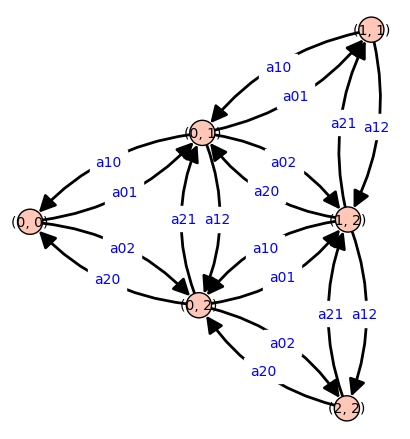 (1, 1)
a10
a01
a21 a12
(0, 1)
a10
a02
a01
a20
(0, 0)
a21 a12
(1, 2)
a02
a10
a20
a01
(0, 2)
a02
a21 a12
a20
(2, 2)